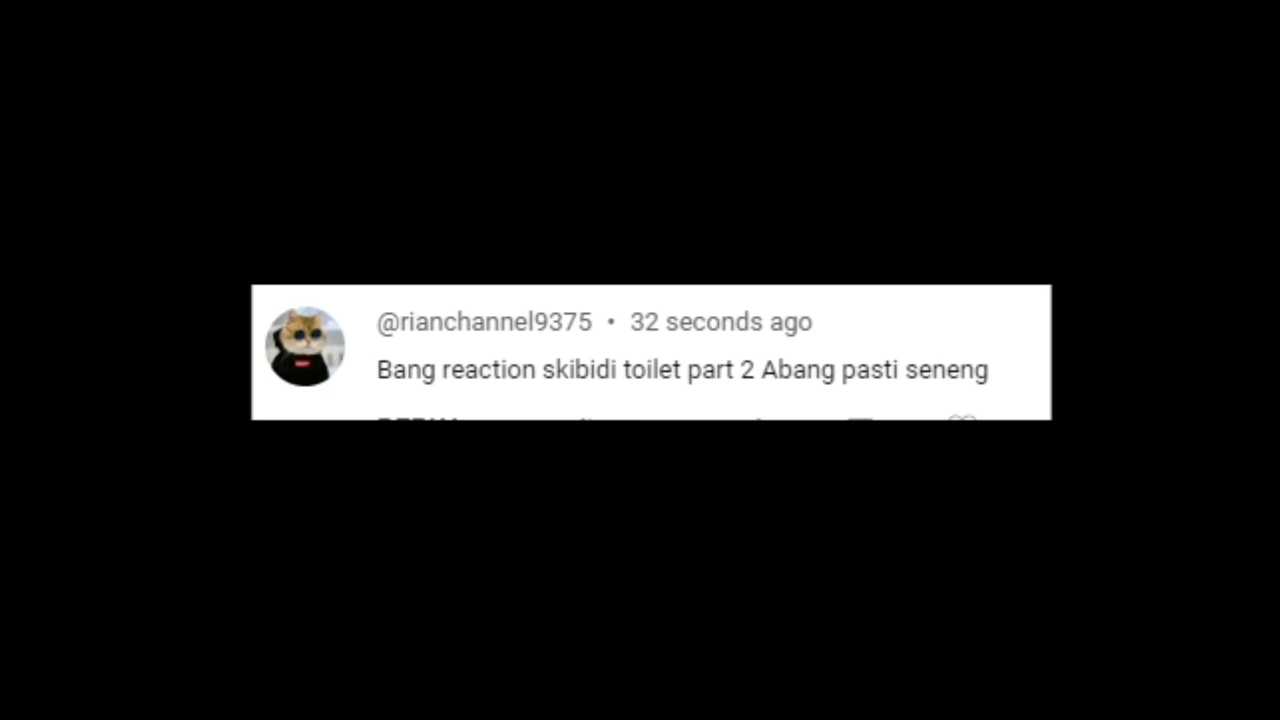 @rianchannel9375 • 32 seconds ago
Bang reaction skibidi toilet part 2 Abang pasti seneng